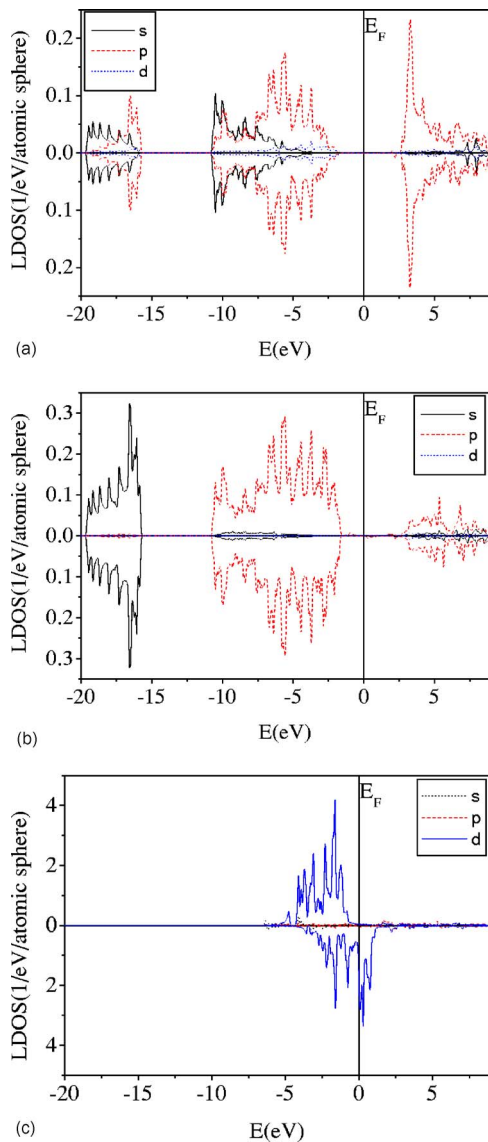 E_F
s
p
d
0.2
0.1
0.0
0.1
0.2
LDOS(1/eV/atomic sphere)
-20 -15 -10 -5 0 5
E(eV)
(a)
E_F
s
p
d
0.3
0.2
0.1
0.0
0.1
0.2
0.3
LDOS(1/eV/atomic sphere)
-20 -15 -10 -5 0 5
E(eV)
(b)
E_F
s
p
d
4
2
0
2
4
LDOS(1/eV/atomic sphere)
-20 -15 -10 -5 0 5
E(eV)
(c)